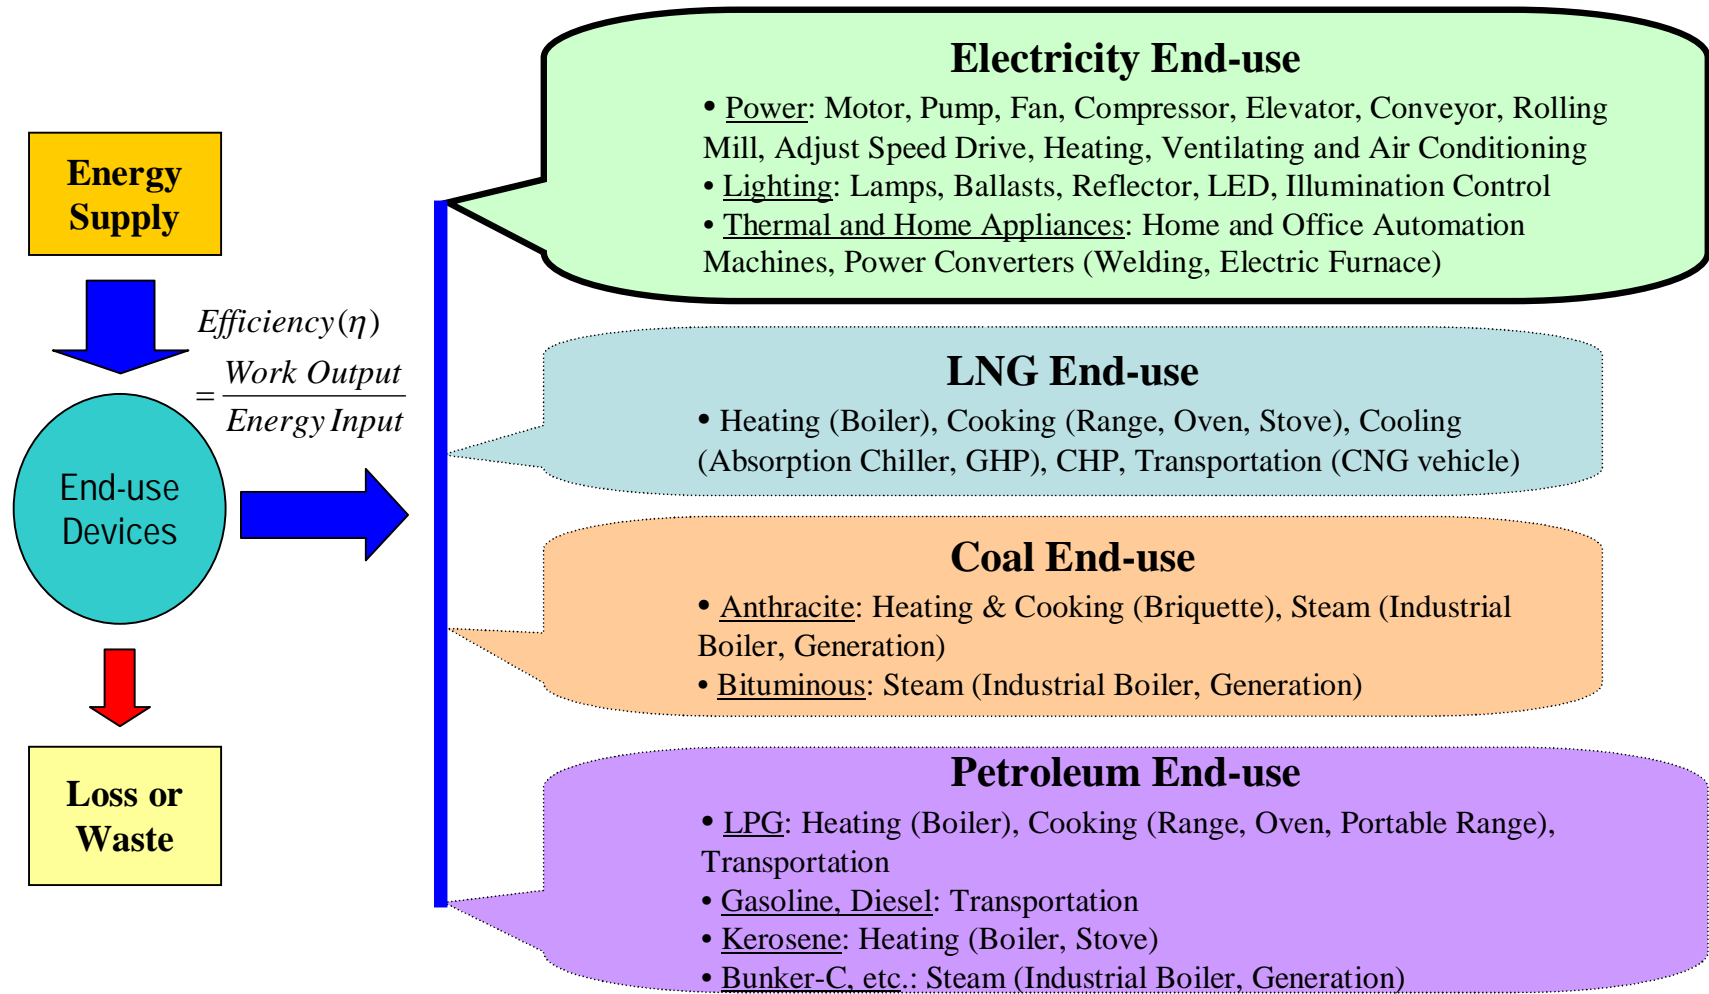 Energy
Supply
Efficiency(η)
= Work Output
Energy Input
End-use
Devices
Loss or
Waste
Electricity End-use
• Power: Motor, Pump, Fan, Compressor, Elevator, Conveyor, Rolling
Mill, Adjust Speed Drive, Heating, Ventilating and Air Conditioning
• Lighting: Lamps, Ballasts, Reflector, LED, Illumination Control
• Thermal and Home Appliances: Home and Office Automation
Machines, Power Converters (Welding, Electric Furnace)
LNG End-use
• Heating (Boiler), Cooking (Range, Oven, Stove), Cooling
(Absorption Chiller, GHP), CHP, Transportation (CNG vehicle)
Coal End-use
• Anthracite: Heating & Cooking (Briquette), Steam (Industrial
Boiler, Generation)
• Bituminous: Steam (Industrial Boiler, Generation)
Petroleum End-use
• LPG: Heating (Boiler), Cooking (Range, Oven, Portable Range),
Transportation
• Gasoline, Diesel: Transportation
• Kerosene: Heating (Boiler, Stove)
• Bunker-C, etc.: Steam (Industrial Boiler, Generation)